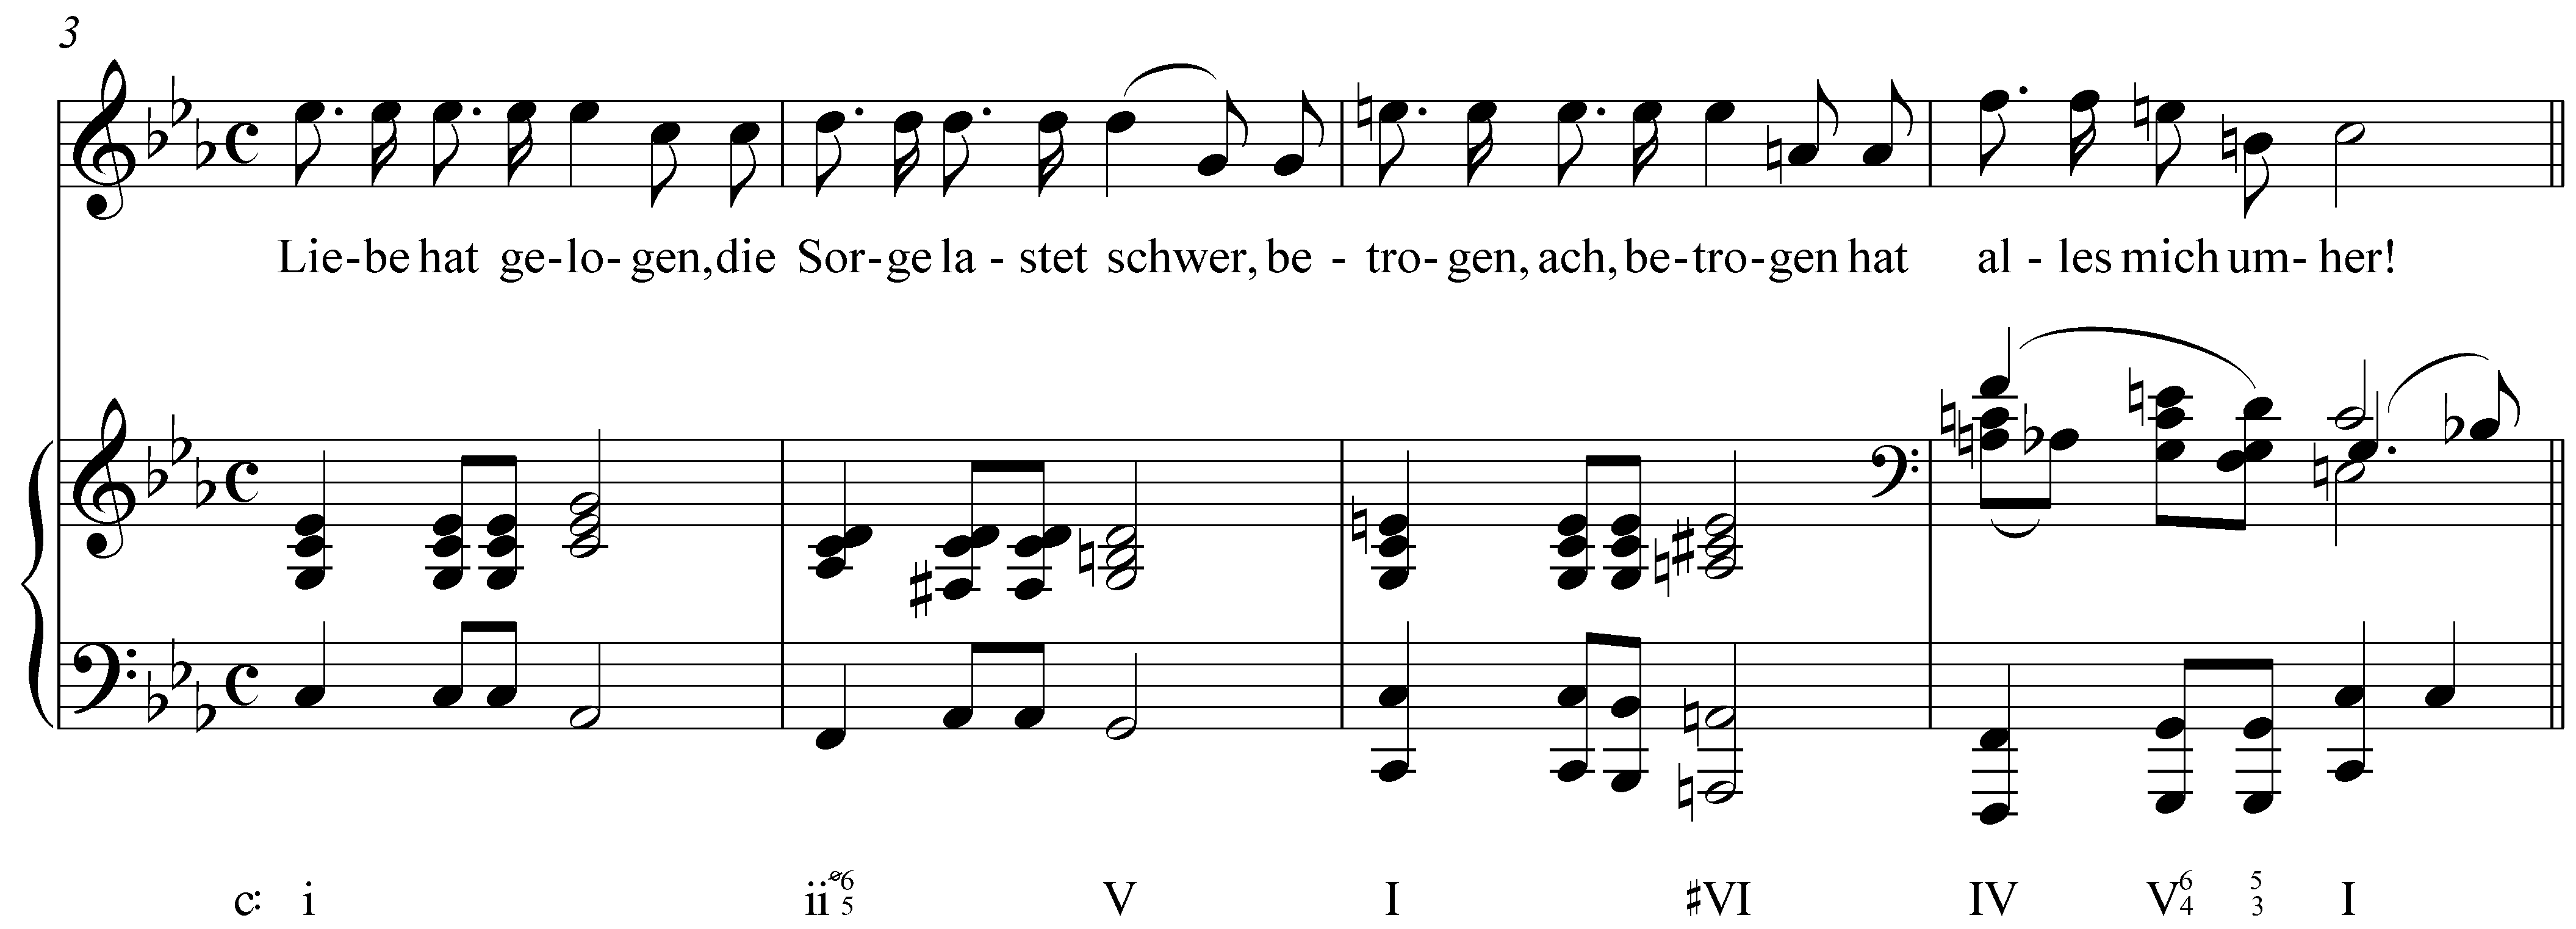 3
Lie-be hat ge-lo-gen, die Sor-ge la-stet schwer, be-tro-gen, ach, be-tro-gen hat al-les mich um-her!
c: i ii⌀6/5 V I ♯VI IV V6/4 5/3 I